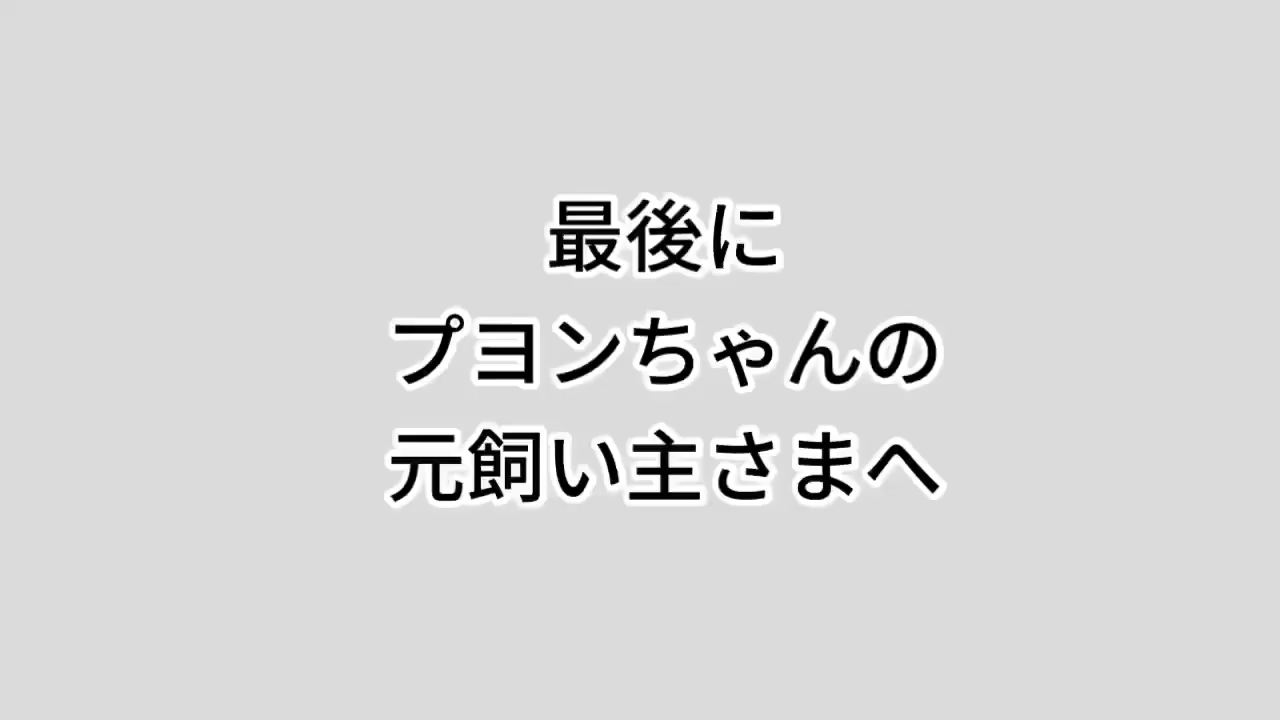 最後に
プヨンちゃんの
元飼い主さまへ